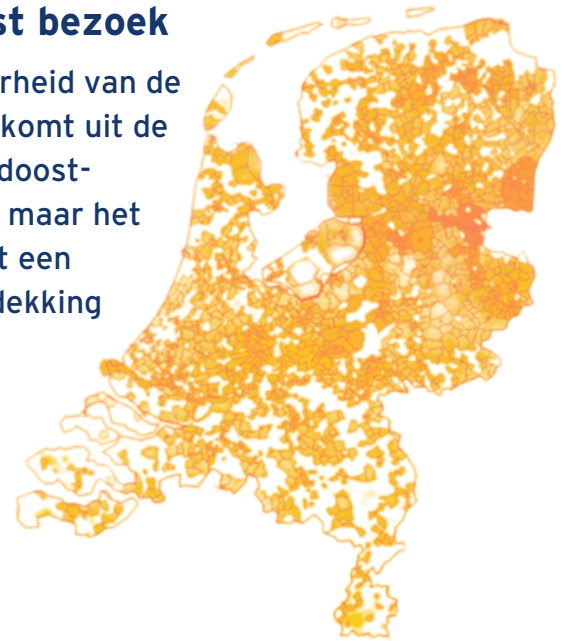 st bezoek
rheid van de
komt uit de
doost-
maar het
t een
dekking